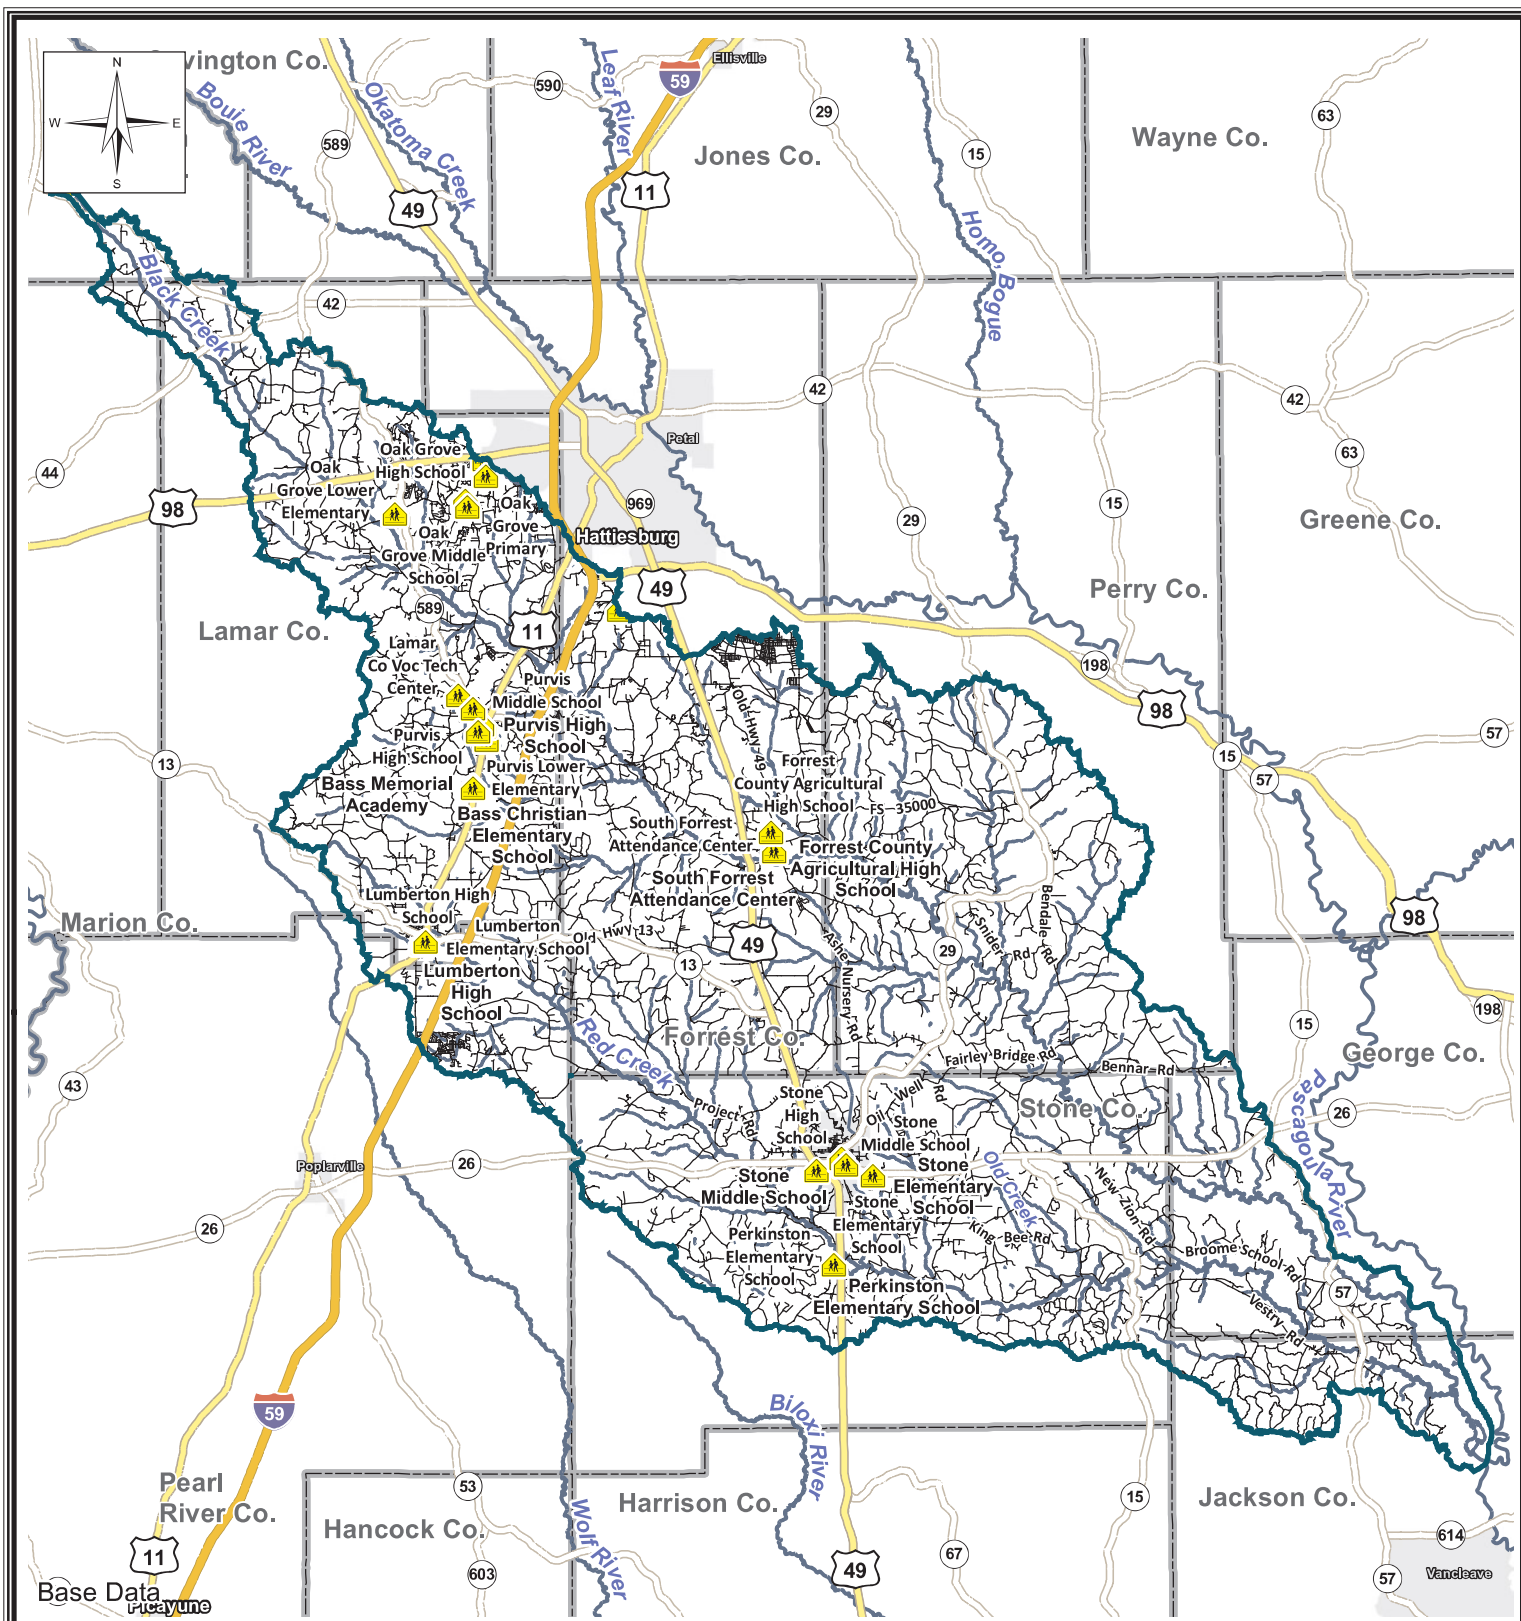 vington Co.
N
W
E
S
Bouie River
Okatoma Creek
Leaf River
Ellisville
59
590
589
29
15
63
Wayne Co.
Jones Co.
49
11
Homo, Bogue
Black Creek
42
42
42
44
98
Oak Grove
High School
Oak
Grove Lower
Elementary
Oak
Grove
Primary
Oak
Grove Middle
School
Petal
969
Hattiesburg
29
15
63
Greene Co.
Perry Co.
Lamar Co.
589
11
49
198
98
Lamar
Co Voc Tech
Center
Purvis
Middle School
Purvis High
School
Purvis
High School
Purvis Lower
Elementary
Bass Memorial
Academy
Bass Christian
Elementary
School
13
Old Hwy 49
Forrest
County Agricultural
High School
FS 35000
South Forrest
Attendance Center
Forrest County
Agricultural High
School
South Forrest
Attendance Center
15
57
57
98
Marion Co.
Lumberton High
School
Lumberton
Elementary School
Old Hwy 13
Lumberton
High
School
49
13
Ashe Nursery Rd
29
Snider Rd
Bendale Rd
198
15
George Co.
Red Creek
Forrest Co.
Fairley Bridge Rd
Bennar Rd
43
Project Rd
Stone
High
School
Oil Well Rd
Stone
Middle School
Stone Co.
Pascagoula River
26
Poplarville
26
26
Stone
Middle School
Stone
Elementary
School
Stone
Elementary
School
Old Creek
New Zion Rd
King Bee Rd
Broome School Rd
Vestry Rd
57
Perkinston
Elementary
School
Perkinston
Elementary School
59
Biloxi River
Pearl
River Co.
53
Harrison Co.
Hancock Co.
Wolf River
15
Jackson Co.
614
Vancleave
11
603
49
67
57
Base Data
Picayune